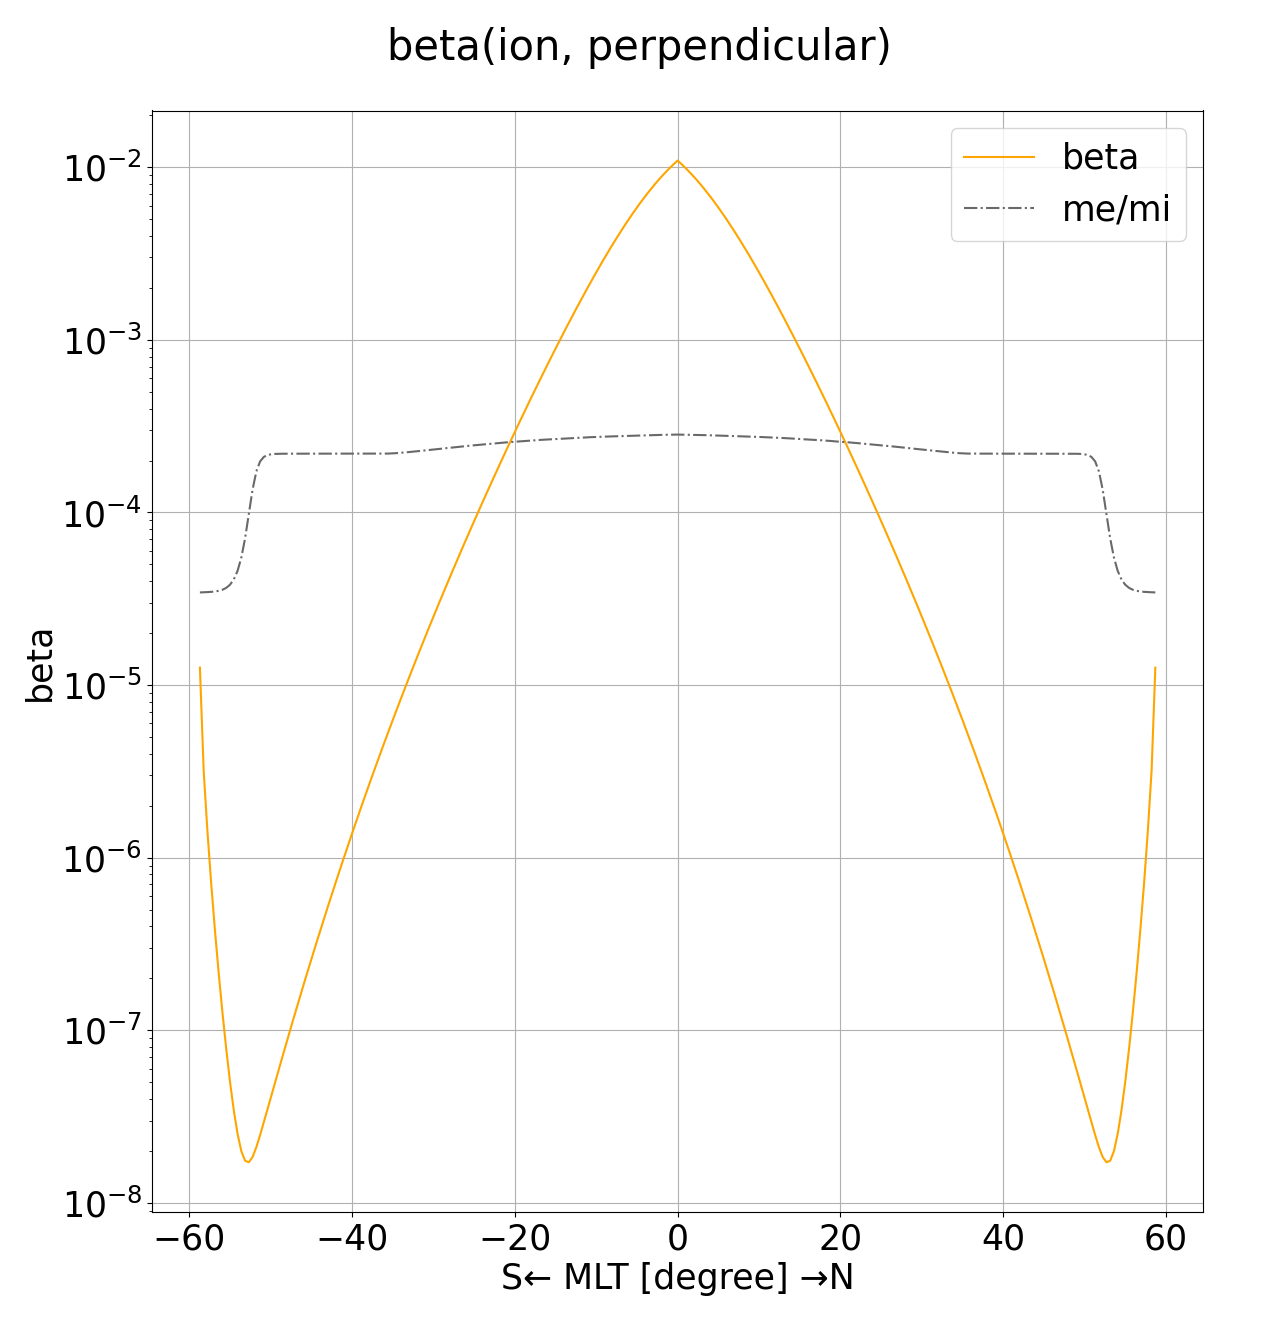 beta(ion, perpendicular)
beta
me/mi
10⁻²
10⁻³
10⁻⁴
10⁻⁵
10⁻⁶
10⁻⁷
10⁻⁸
beta
−60 −40 −20 0 20 40 60
S← MLT [degree] →N